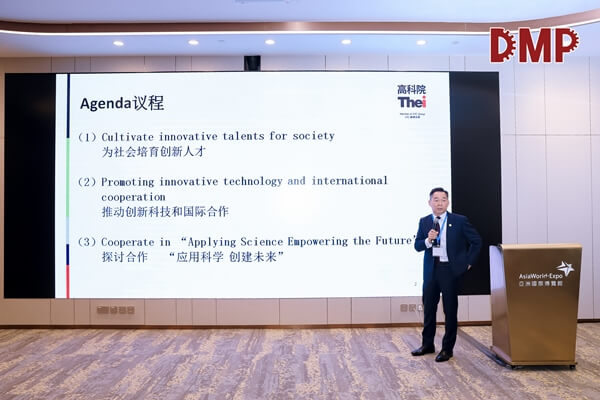 DMP
Agenda议程
高科院
Thei
（1）Cultivate innovative talents for society
为社会培育创新人才
（2）Promoting innovative technology and international
cooperation
推动创新科技和国际合作
（3）Cooperate in “Applying Science Empowering the Future”
探讨合作 “应用科学 创建未来”
2
AsiaWorld-Expo
亞洲國際博覽館